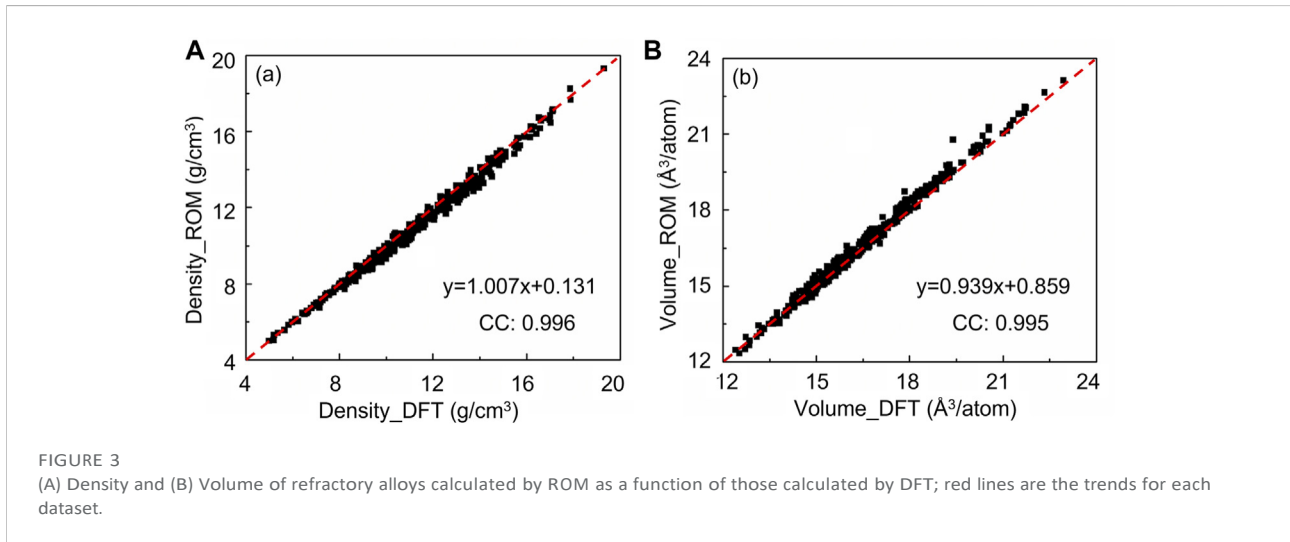 A
(a)
20
16
12
8
4
Density_ROM (g/cm³)
y=1.007x+0.131
CC: 0.996
4 8 12 16 20
Density_DFT (g/cm³)
B
(b)
24
21
18
15
12
Volume_ROM (Å³/atom)
y=0.939x+0.859
CC: 0.995
12 15 18 21 24
Volume_DFT (Å³/atom)
FIGURE 3
(A) Density and (B) Volume of refractory alloys calculated by ROM as a function of those calculated by DFT; red lines are the trends for each
dataset.